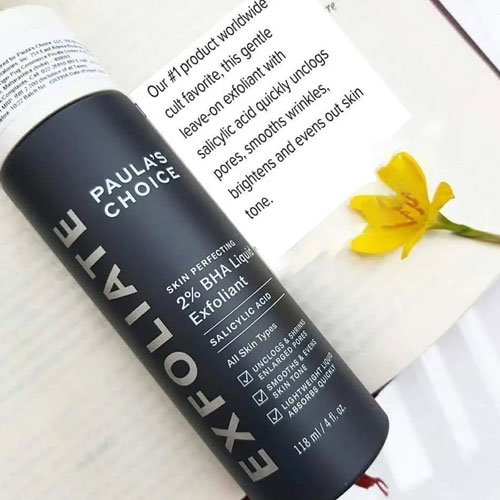 Our #1 product worldwide
cult favorite, this gentle
leave-on exfoliant with
salicylic acid quickly unclogs
pores, smooths wrinkles,
brightens and evens out skin
tone.
PAULA'S
CHOICE
EXFOLIATE
SKIN PERFECTING
2% BHA Liquid
Exfoliant
SALICYLIC ACID
All Skin Types
UNCLOGS & SHRINKS
ENLARGED PORES
SMOOTHS & EVENS
SKIN TONE
LIGHTWEIGHT LIQUID
ABSORBS QUICKLY
118 ml / 4 fl. oz.